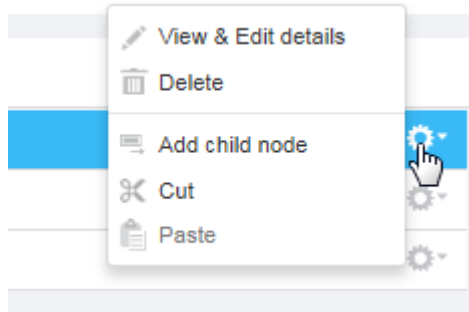 View & Edit details
Delete
Add child node
Cut
Paste